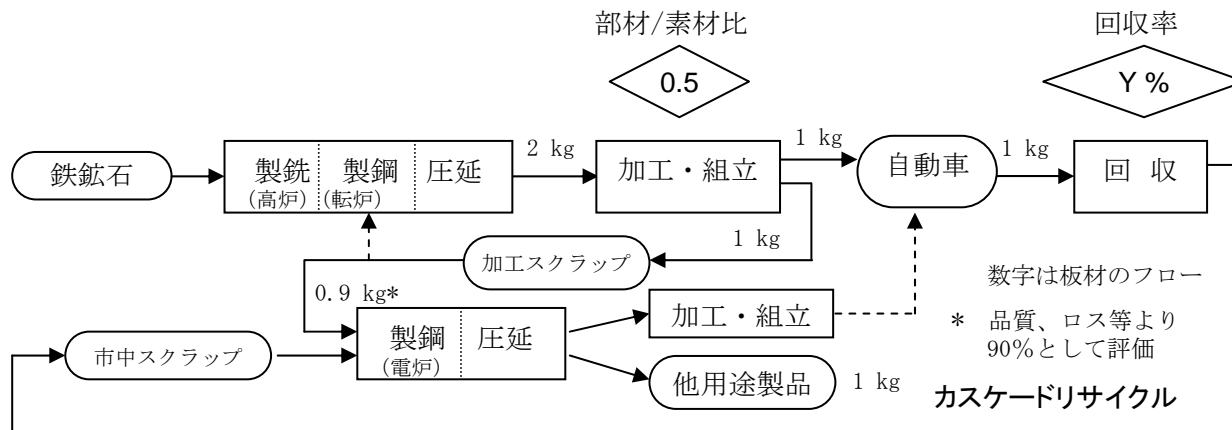 部材/素材比
回収率
0.5
Y %
鉄鉱石
製銑
(高炉)
製鋼
(転炉)
圧延
2 kg
加工・組立
1 kg
自動車
1 kg
回 収
1 kg
加工スクラップ
0.9 kg*
数字は板材のフロー
* 品質、ロス等より
90%として評価
市中スクラップ
製鋼
(電炉)
圧延
加工・組立
他用途製品
1 kg
カスケードリサイクル